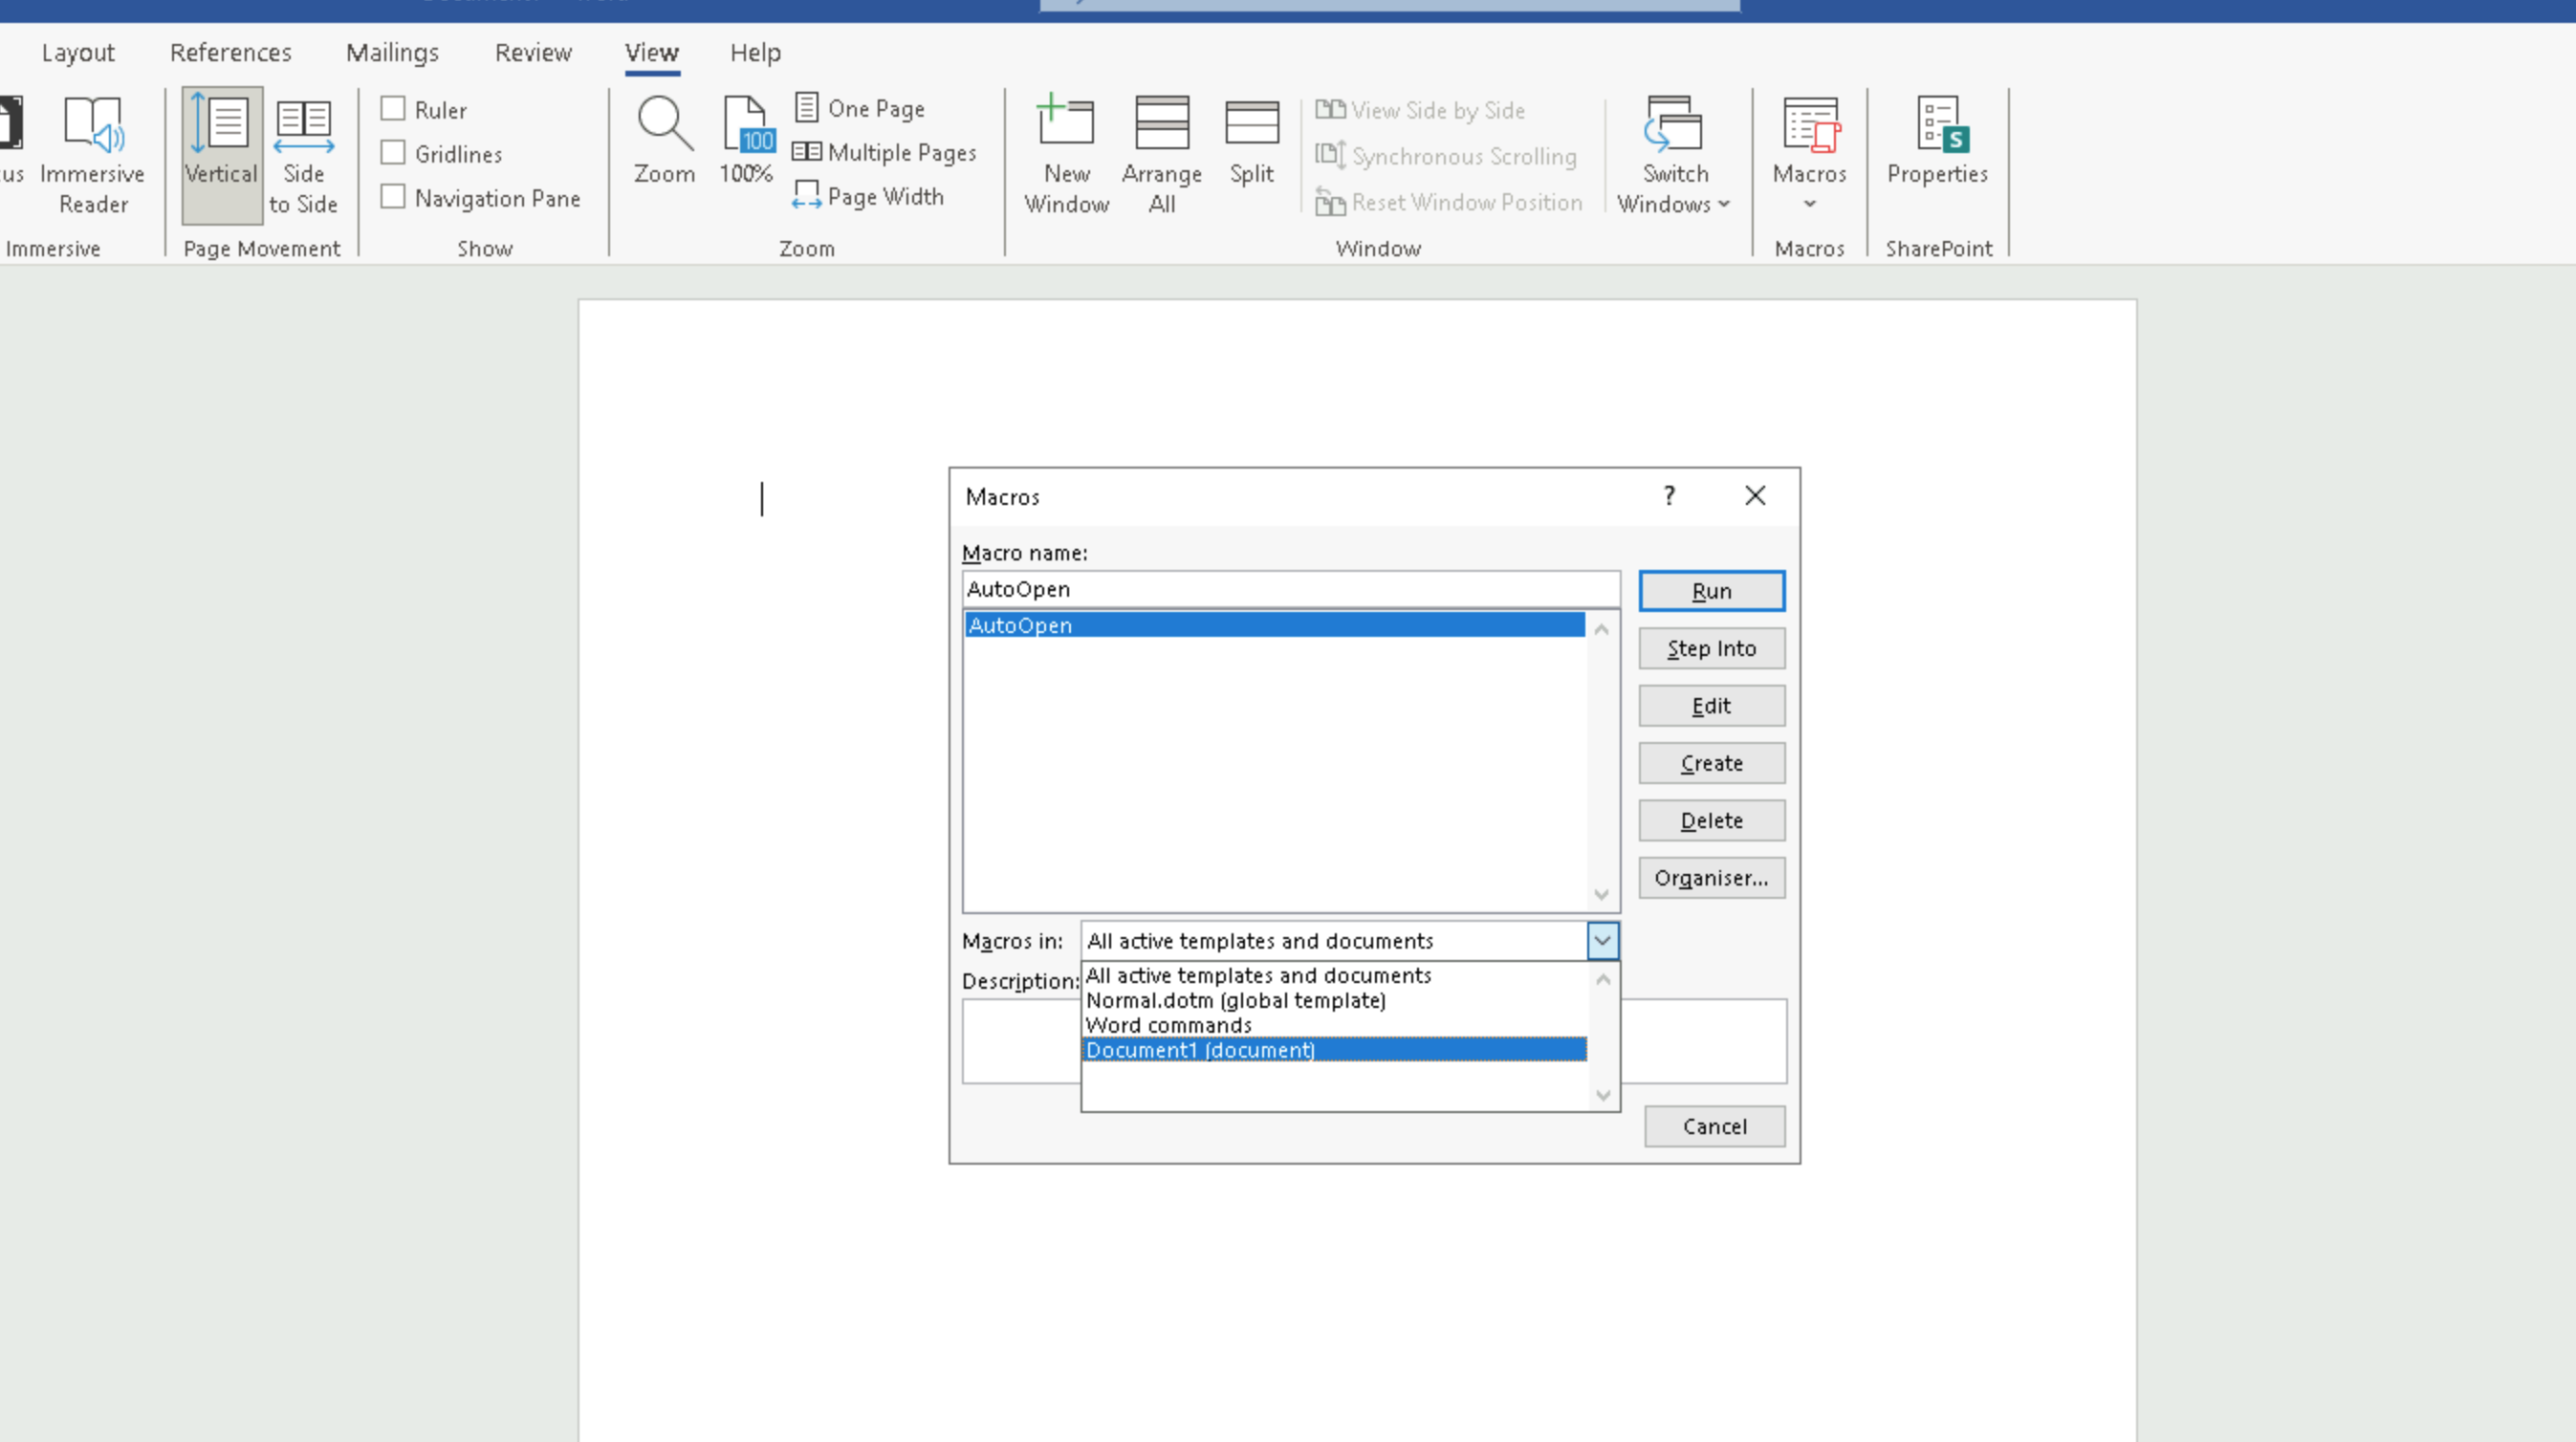 Layout References Mailings Review View Help
Ruler
Gridlines
Navigation Pane
Immersive
Reader
Vertical
Side
to Side
Zoom
100
100%
One Page
Multiple Pages
Page Width
New
Window
Arrange
All
Split
View Side by Side
Synchronous Scrolling
Reset Window Position
Switch
Windows
Macros
S
Properties
Immersive
Page Movement
Show
Zoom
Window
Macros
SharePoint
Macros
?
Macro name:
AutoOpen
AutoOpen
Run
Step Into
Edit
Create
Delete
Organiser...
Macros in: All active templates and documents
Description:
All active templates and documents
Normal.dotm (global template)
Word commands
Document1 (document)
Cancel